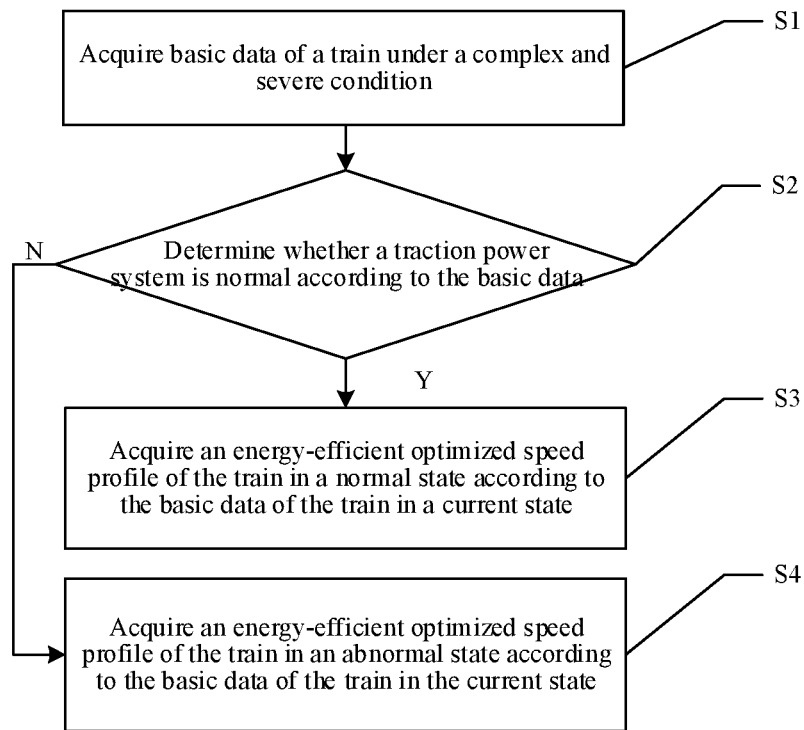 S1
Acquire basic data of a train under a complex and
severe condition
S2
N
Determine whether a traction power
system is normal according to the basic data
Y
S3
Acquire an energy-efficient optimized speed
profile of the train in a normal state according to
the basic data of the train in a current state
S4
Acquire an energy-efficient optimized speed
profile of the train in an abnormal state according
to the basic data of the train in the current state